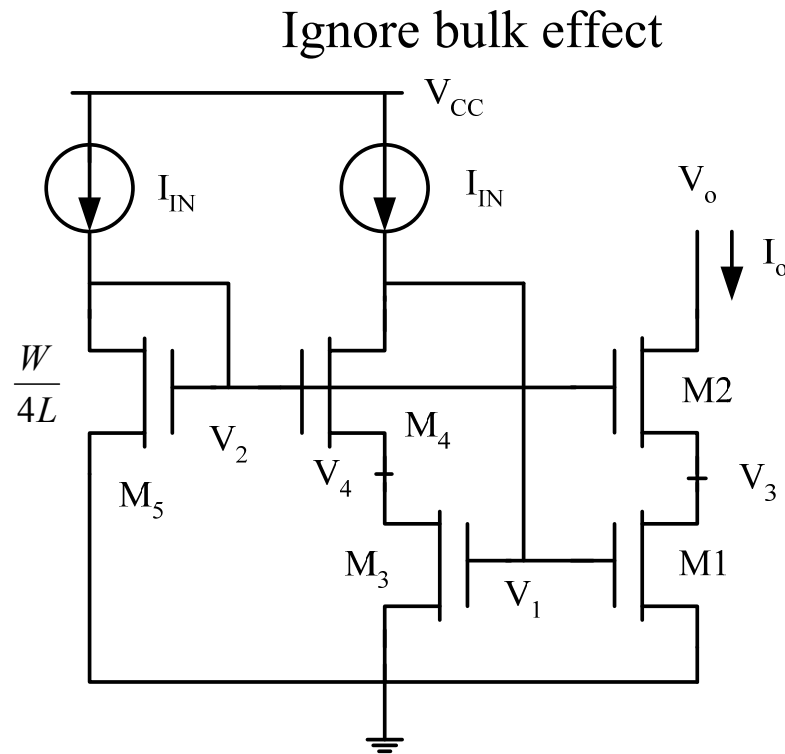 Ignore bulk effect
V_CC
I_IN
I_IN
V_o
I_o
W
4L
M2
V_2
M_4
V_4
V_3
M_5
M_3
M1
V_1